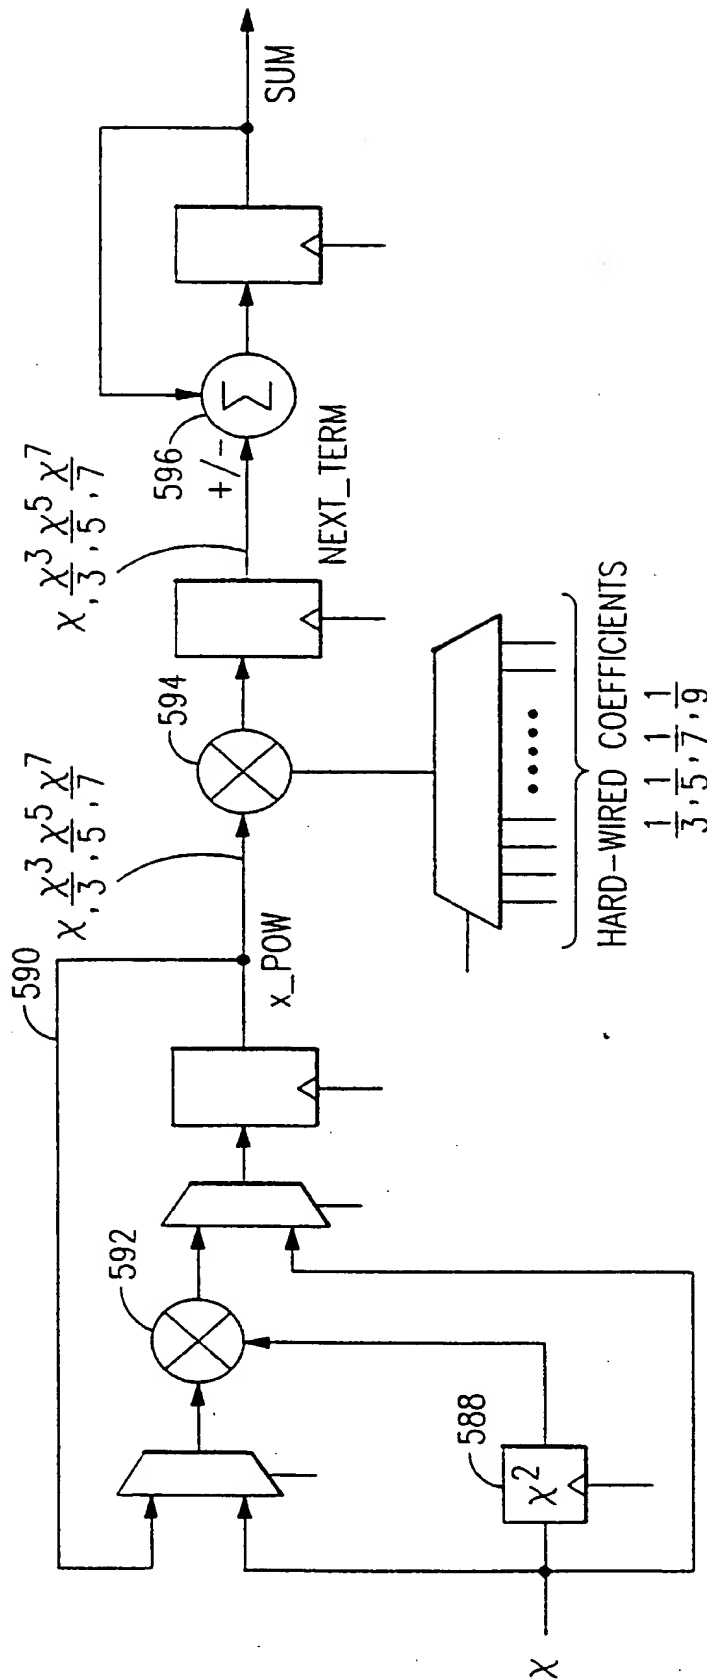 χ
χ²
588
592
590
x_POW
χ, χ³/3, χ⁵/5, χ⁷/7
594
HARD-WIRED COEFFICIENTS
1/3, 1/5, 1/7, 1/9
χ, χ³/3, χ⁵/5, χ⁷/7
NEXT_TERM
596
+/−
Σ
SUM